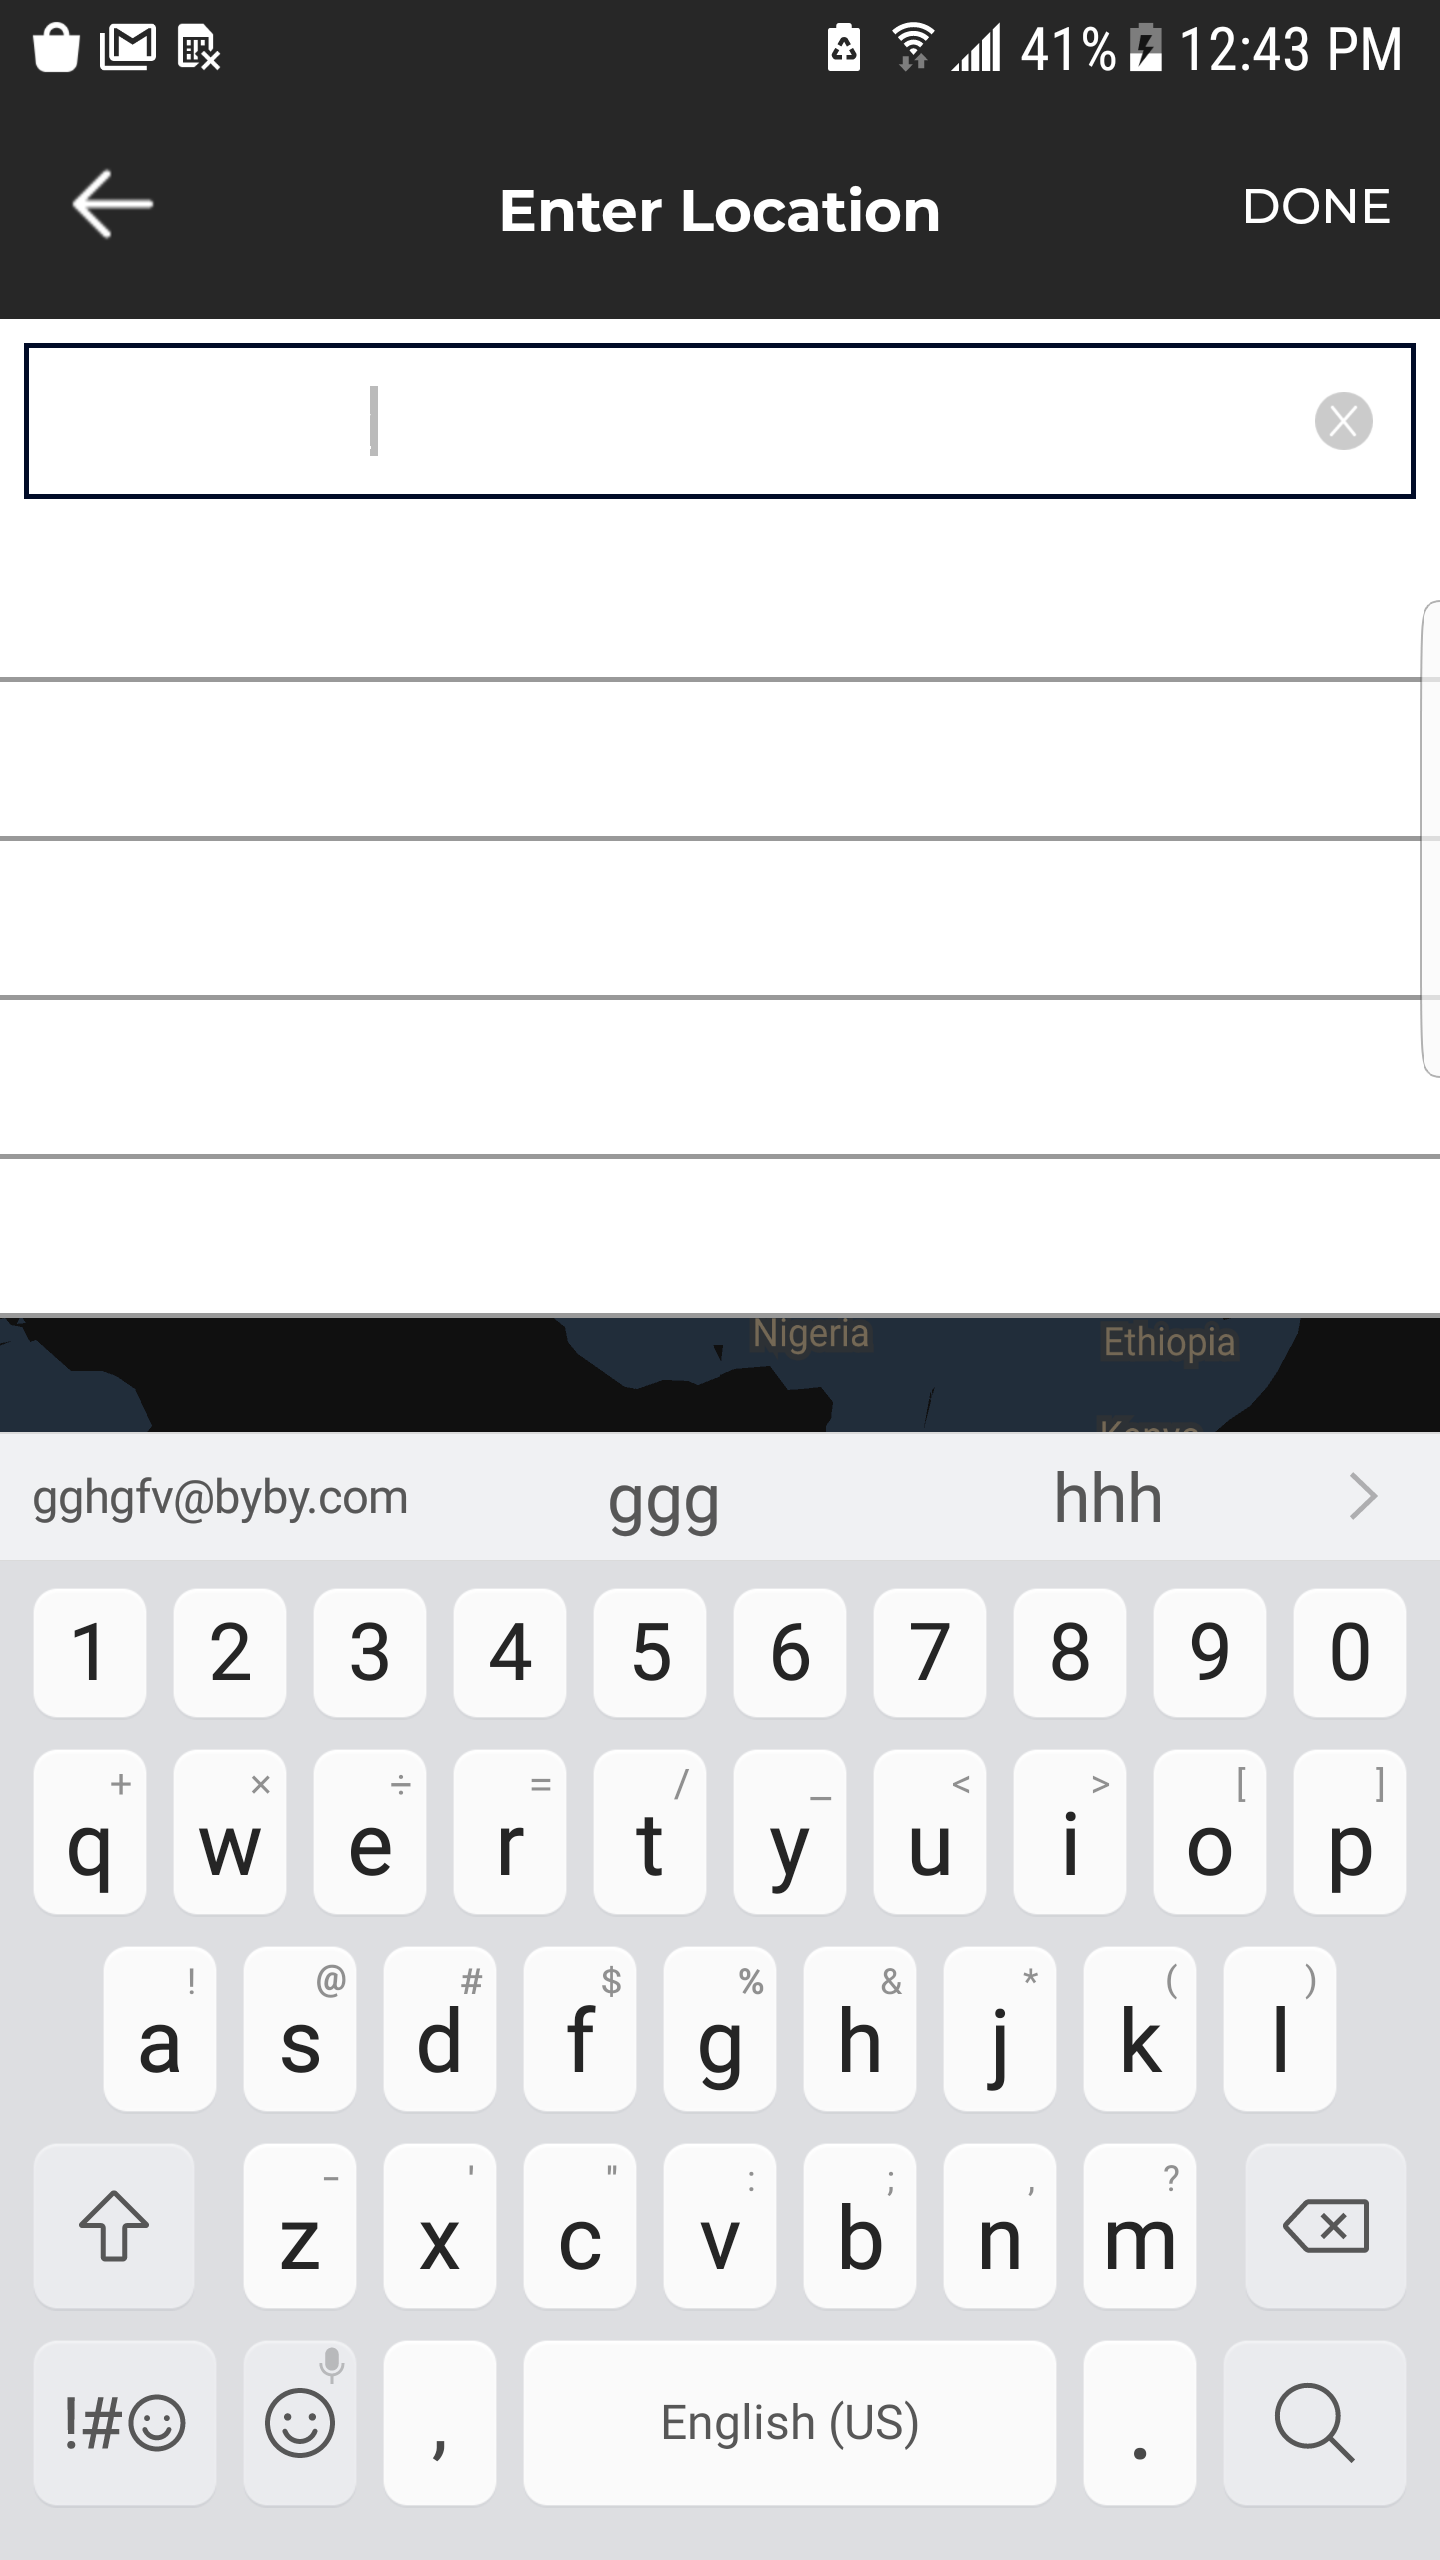 41% 12:43 PM
Enter Location DONE
Nigeria Ethiopia
gghgfv@byby.com ggg hhh
1 2 3 4 5 6 7 8 9 0
+ × ÷ = / _ < > [ ]
q w e r t y u i o p
! @ # $ % & * ( )
a s d f g h j k l
- ' " : ; , ?
z x c v b n m
!# , English (US) .